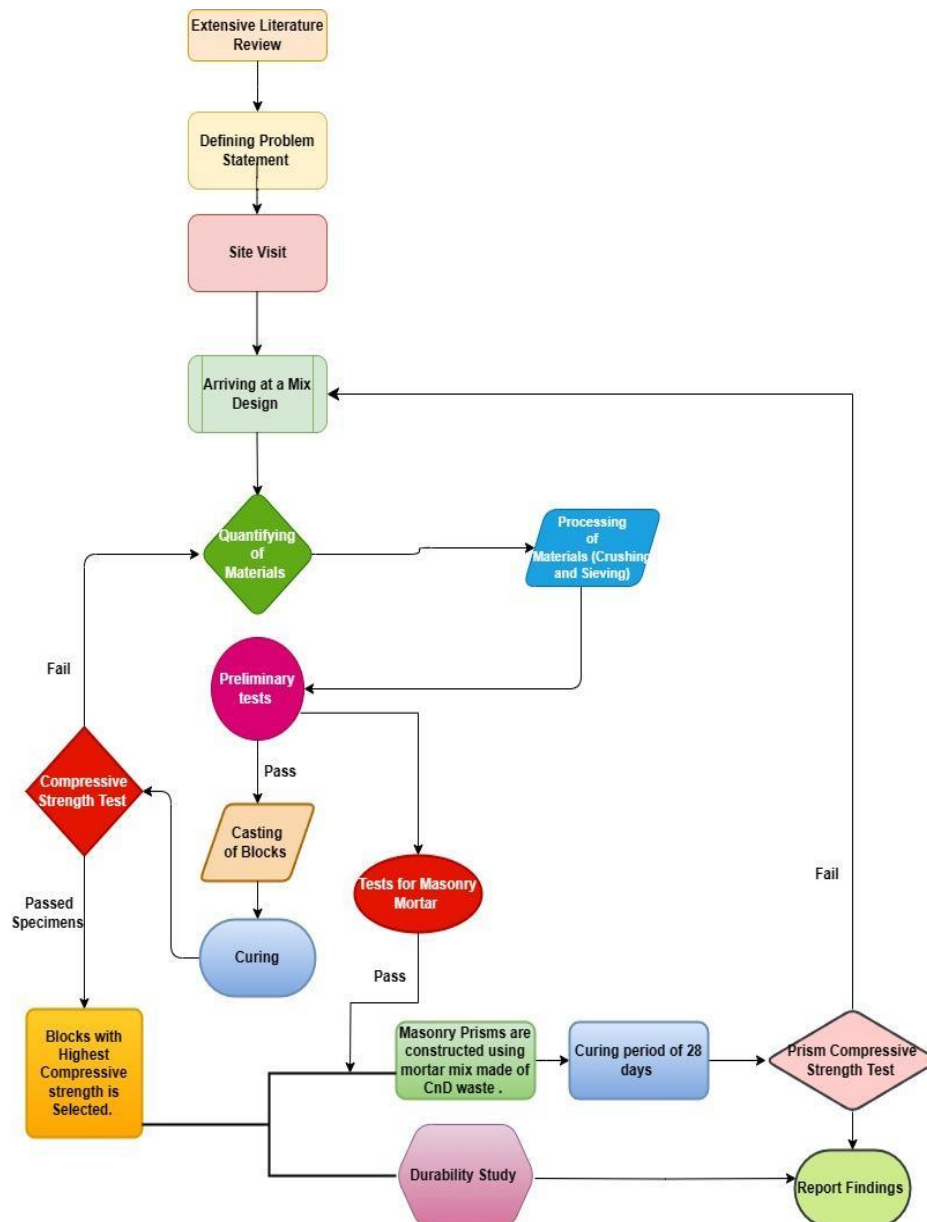 Extensive Literature
Review
Defining Problem
Statement
Site Visit
Arriving at a Mix
Design
Quantifying
of
Materials
Processing
of
Materials (Crushing
and Sieving)
Fail
Preliminary
tests
Pass
Compressive
Strength Test
Casting
of Blocks
Tests for Masonry
Mortar
Fail
Passed
Specimens
Curing
Pass
Blocks with
Highest
Compressive
strength is
Selected.
Masonry Prisms are
constructed using
mortar mix made of
CnD waste .
Curing period of 28
days
Prism Compressive
Strength Test
Durability Study
Report Findings